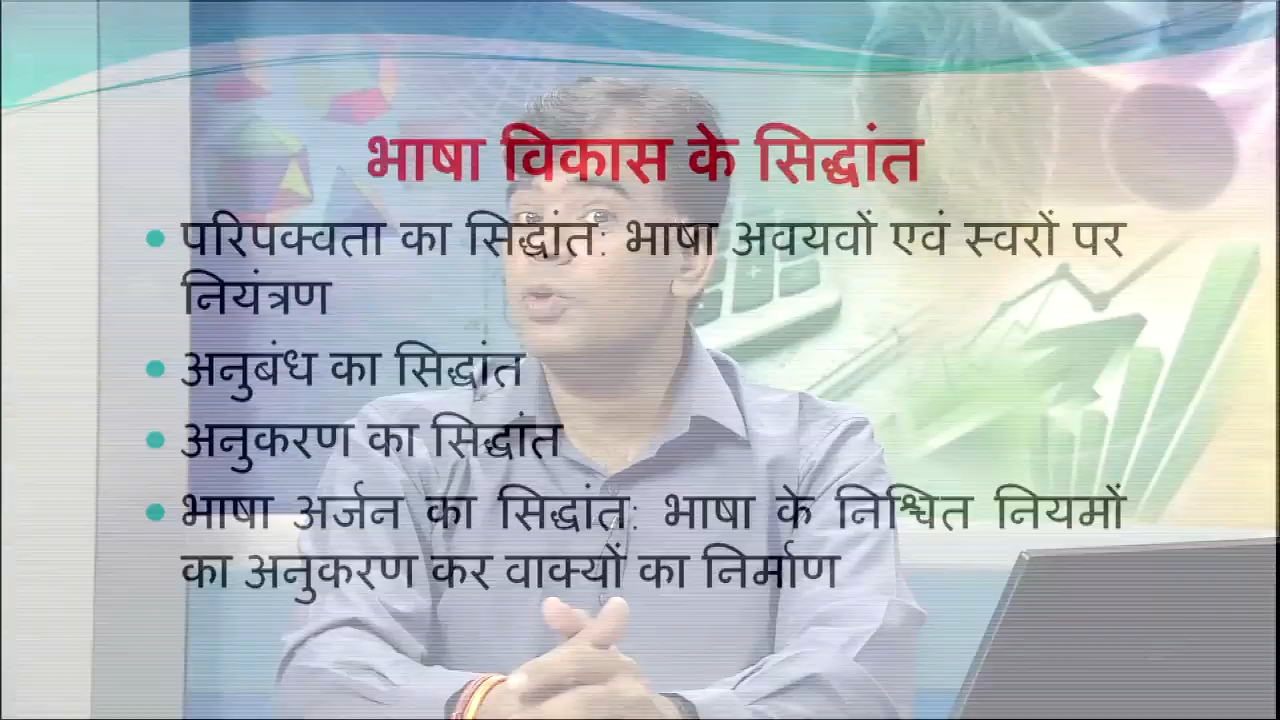 भाषा विकास के सिद्धांत
परिपक्वता का सिद्धांत: भाषा अवयवों एवं स्वरों पर
नियंत्रण
अनुबंध का सिद्धांत
अनुकरण का सिद्धांत
भाषा अर्जन का सिद्धांत: भाषा के निश्चित नियमों
का अनुकरण कर वाक्यों का निर्माण